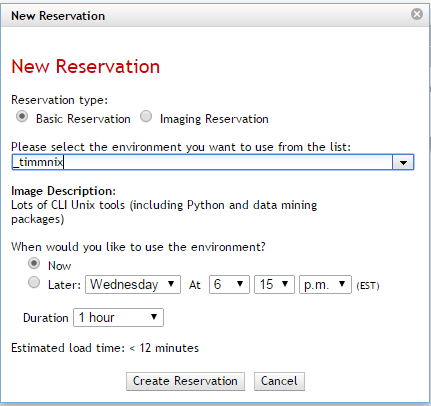 New Reservation
New Reservation
Reservation type:
Basic Reservation Imaging Reservation
Please select the environment you want to use from the list:
_timmnix
Image Description:
Lots of CLI Unix tools (including Python and data mining
packages)
When would you like to use the environment?
Now
Later: Wednesday At 6 15 p.m. (EST)
Duration 1 hour
Estimated load time: < 12 minutes
Create Reservation Cancel